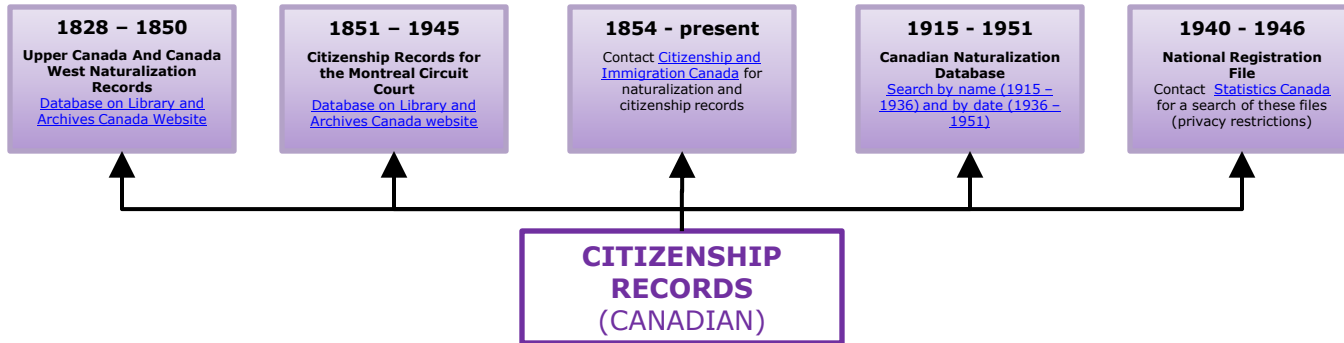 1828 – 1850
Upper Canada And Canada
West Naturalization
Records
Database on Library and
Archives Canada Website
1851 – 1945
Citizenship Records for
the Montreal Circuit
Court
Database on Library and
Archives Canada website
1854 - present
Contact Citizenship and
Immigration Canada for
naturalization and
citizenship records
1915 - 1951
Canadian Naturalization
Database
Search by name (1915 –
1936) and by date (1936 –
1951)
1940 - 1946
National Registration
File
Contact  Statistics Canada
for a search of these files
(privacy restrictions)
CITIZENSHIP
RECORDS
(CANADIAN)